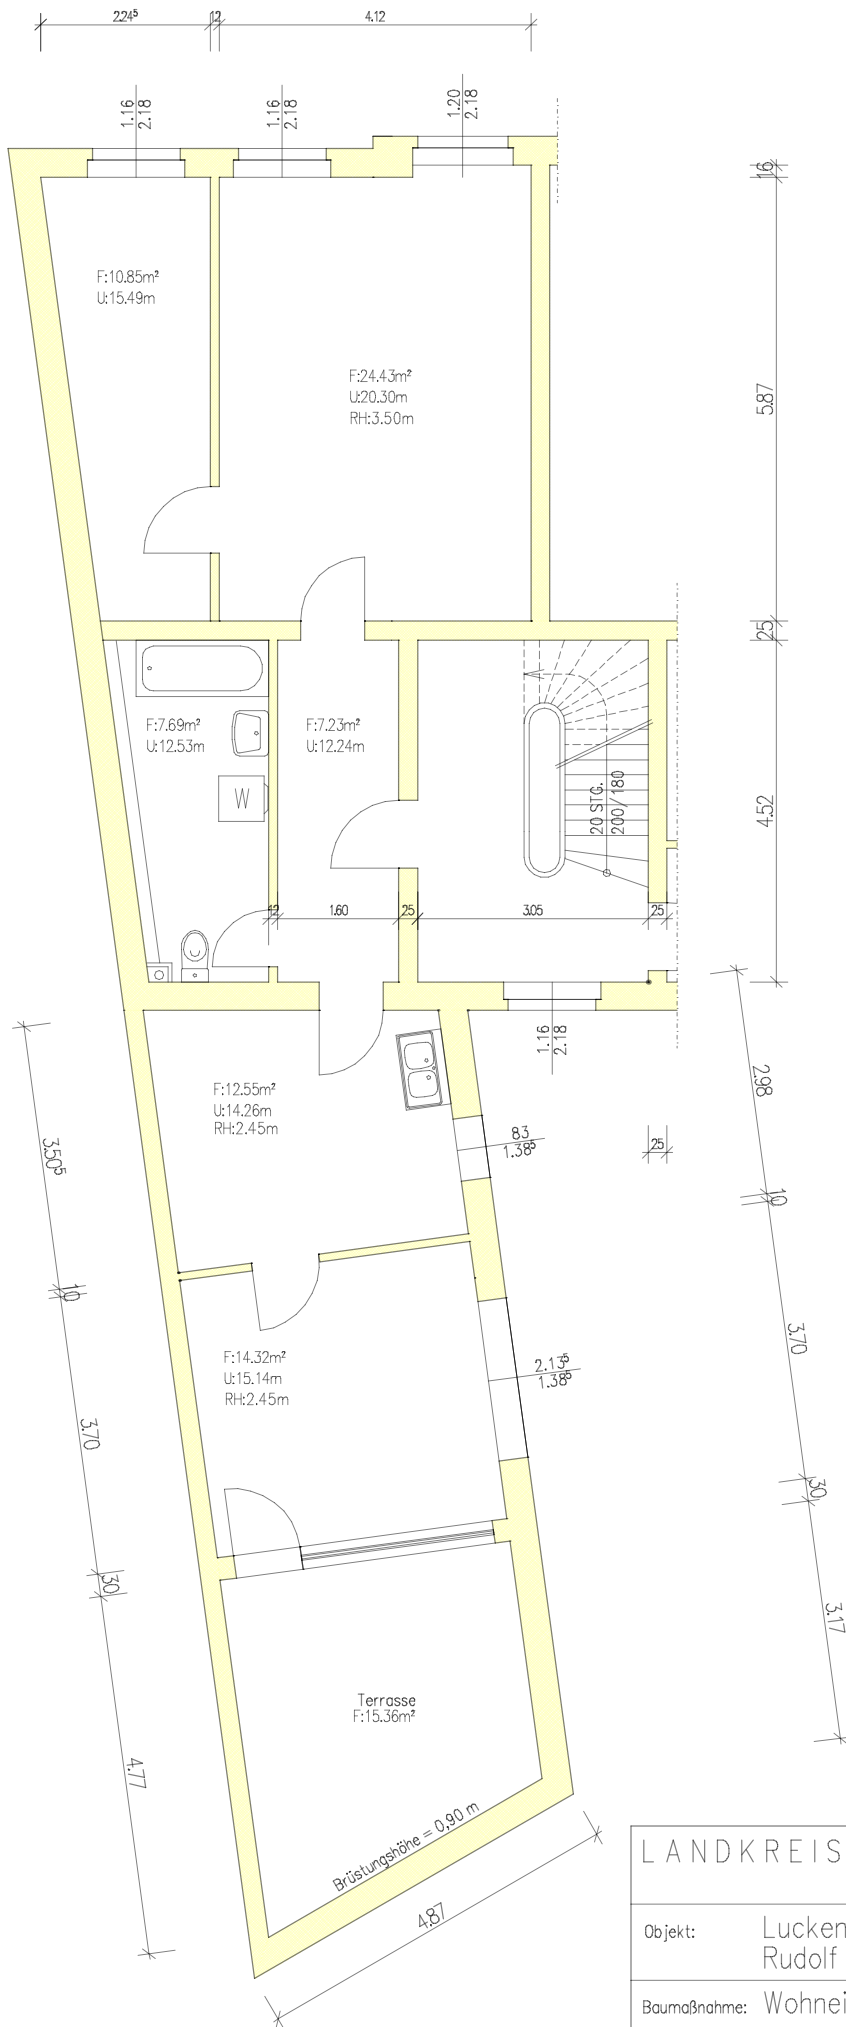 2.24⁵
12
4.12
1.16
2.18
1.16
2.18
1.20
2.18
16
F:10.85m²
U:15.49m
F:24.43m²
U:20.30m
RH:3.50m
5.87
25
F:7.69m²
U:12.53m
F:7.23m²
U:12.24m
W
20 STG.
200/180
4.52
12
1.60
25
3.05
25
1.16
2.18
2.98
F:12.55m²
U:14.26m
RH:2.45m
83
1.38⁵
25
3.50⁵
10
10
F:14.32m²
U:15.14m
RH:2.45m
2.13⁵
1.38⁵
3.70
3.70
30
30
3.17
Terrasse
F:15.36m²
4.77
Brüstungshöhe = 0,90 m
4.87
LANDKREIS
Objekt: Lucken
Rudolf
Baumaßnahme: Wohnei